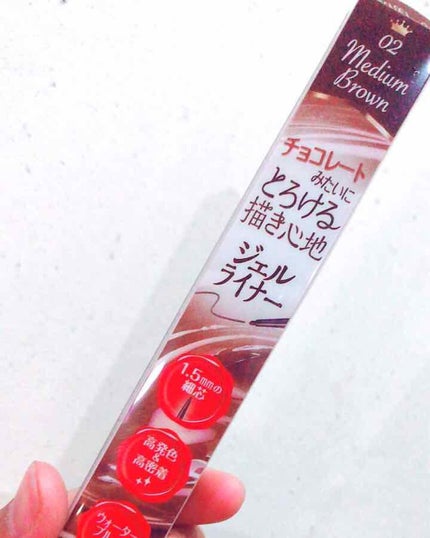 02
Medium
Brown
チョコレート
みたいに
とろける
描き心地
ジェル
ライナー
1.5mmの
細芯
高発色
&
高密着
ウォーター
プルー